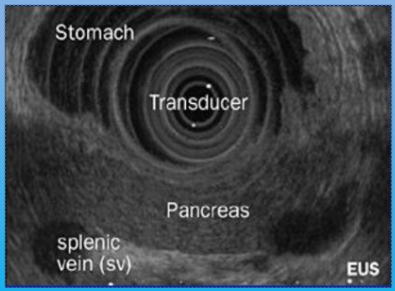 Stomach
Transducer
Pancreas
splenic
vein (sv)
EUS